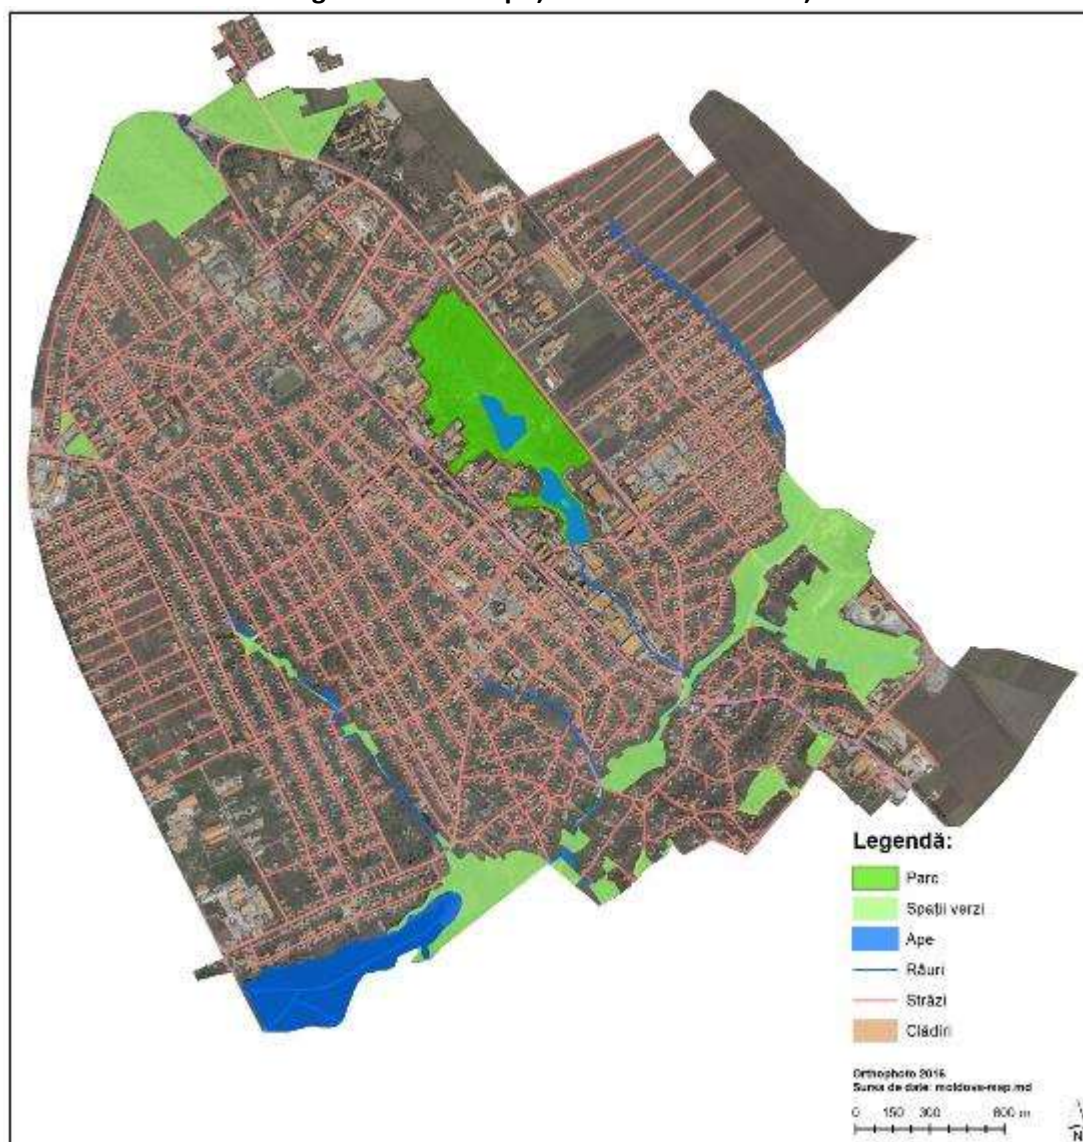 Legendă:
Parc
Spații verzi
Ape
Râuri
Străzi
Clădiri
Orthophoto 2016
Sursa de date: moldova-map.md
0 150 300 600 m
N